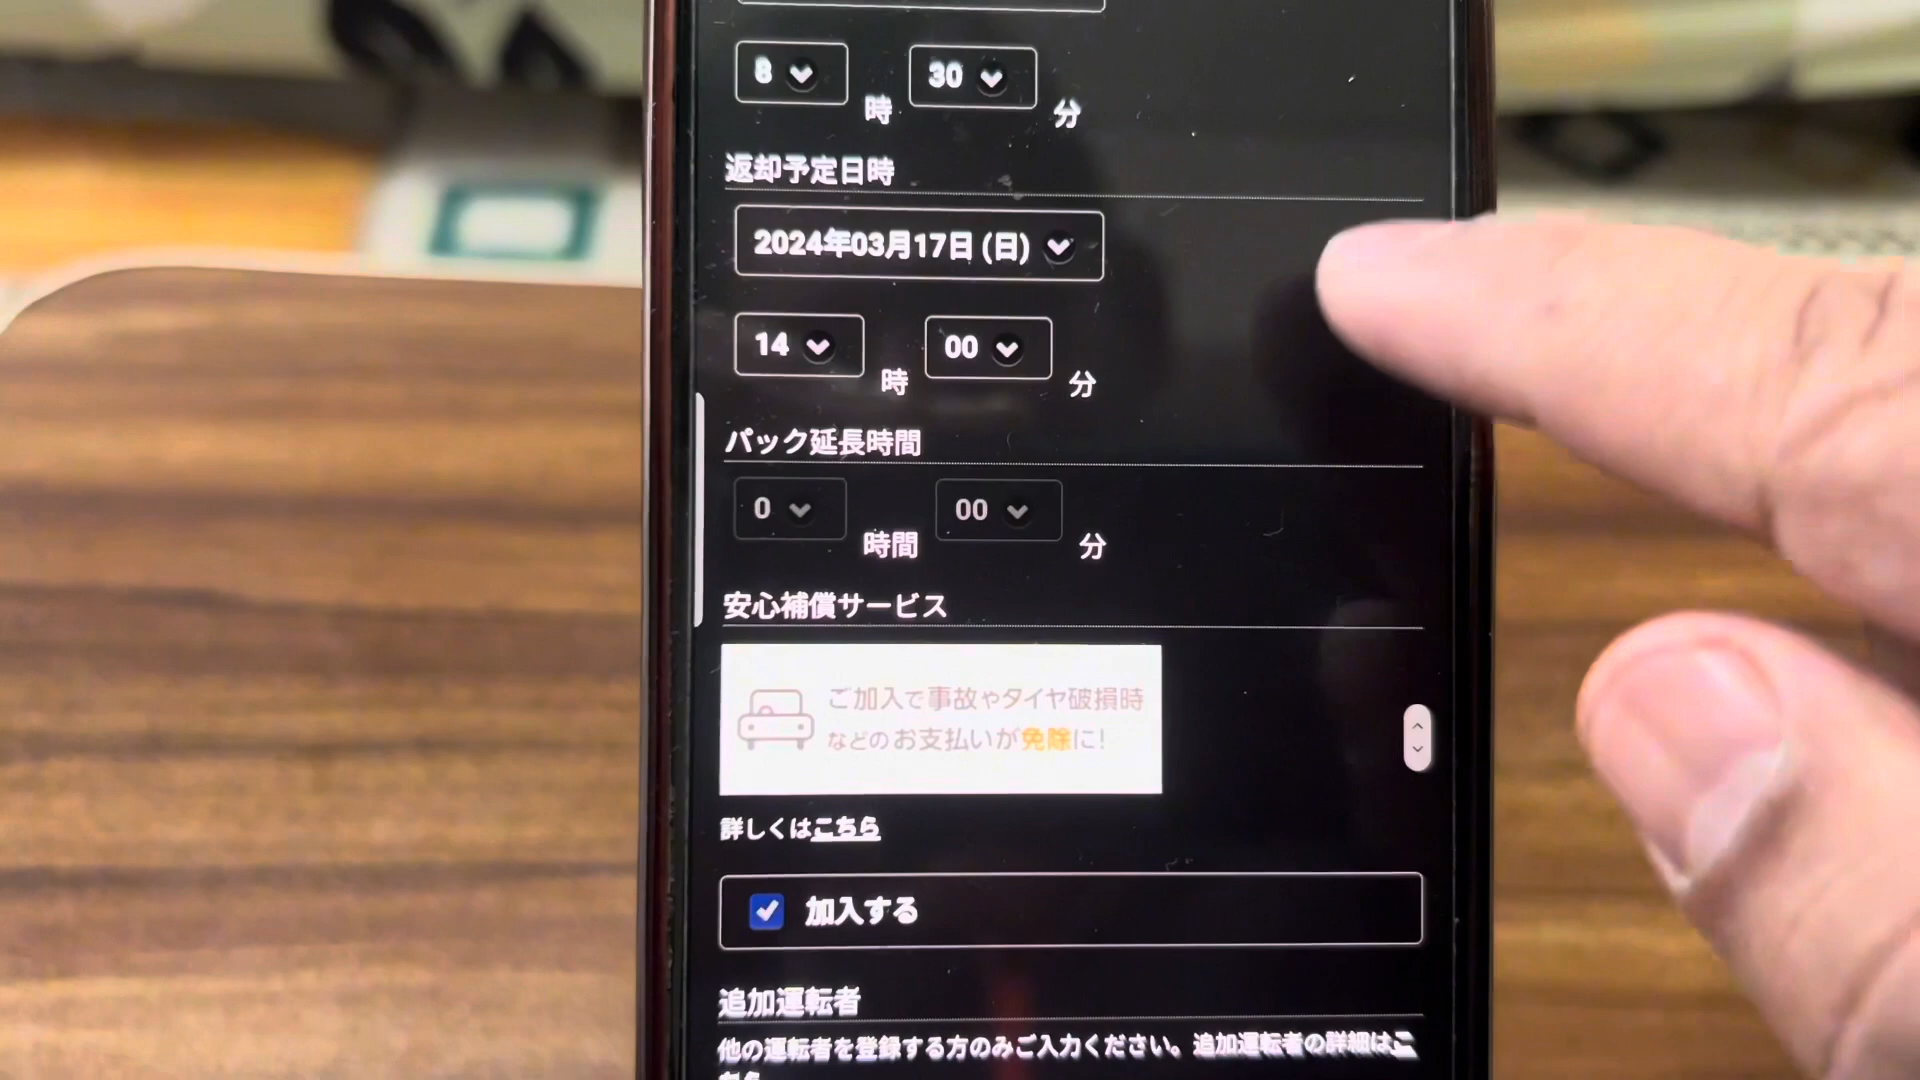 8 時 30 分
返却予定日時
2024年03月17日 (日)
14 時 00 分
パック延長時間
0 時間 00 分
安心補償サービス
ご加入で事故やタイヤ破損時
などのお支払いが免除に!
詳しくはこちら
加入する
追加運転者
他の運転者を登録する方のみご入力ください。追加運転者の詳細はこ
ちら